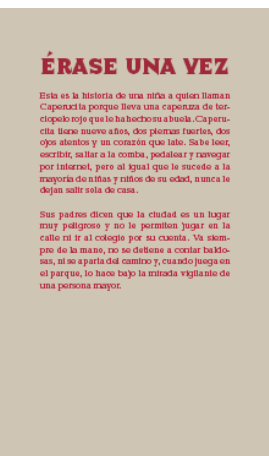 ÉRASE UNA VEZ
Esta es la historia de una niña a quien llaman
Caperucita porque lleva una caperuza de ter-
ciopelo rojo que le ha hecho su abuela. Caperu-
cita tiene nueve años, dos piernas fuertes, dos
ojos atentos y un corazón que late. Sabe leer,
escribir, saltar a la comba, pedalear y navegar
por internet, pero al igual que le sucede a la
mayoría de niñas y niños de su edad, nunca le
dejan salir sola de casa.
Sus padres dicen que la ciudad es un lugar
muy peligroso y no le permiten jugar en la
calle ni ir al colegio por su cuenta. Va siem-
pre de la mano, no se detiene a contar baldo-
sas, ni se aparta del camino y, cuando juega en
el parque, lo hace bajo la mirada vigilante de
una persona mayor.